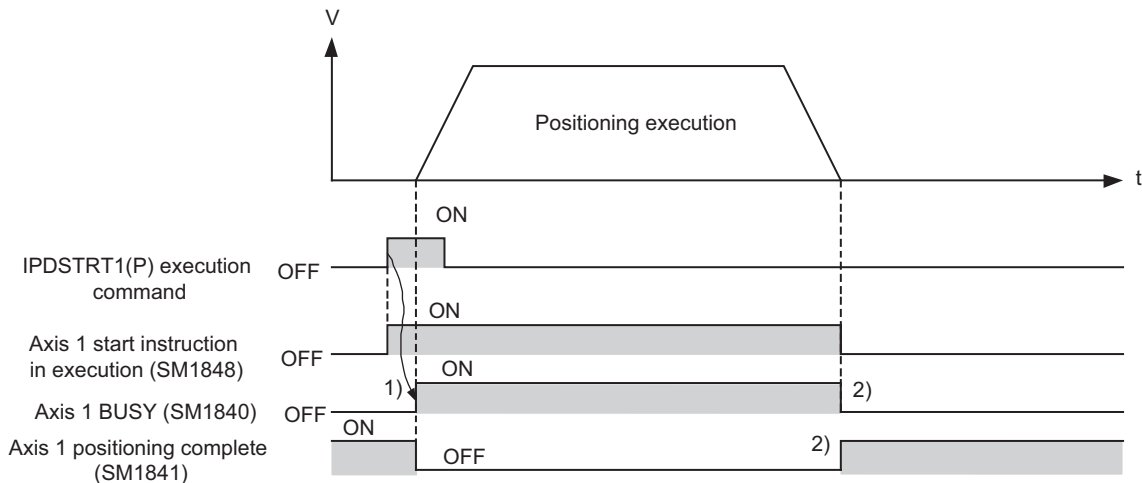 V
Positioning execution
t
ON
IPDSTRT1(P) execution
command
OFF
ON
Axis 1 start instruction
in execution (SM1848)
OFF
ON
1)
2)
Axis 1 BUSY (SM1840)
OFF
ON
Axis 1 positioning complete
(SM1841)
OFF
2)